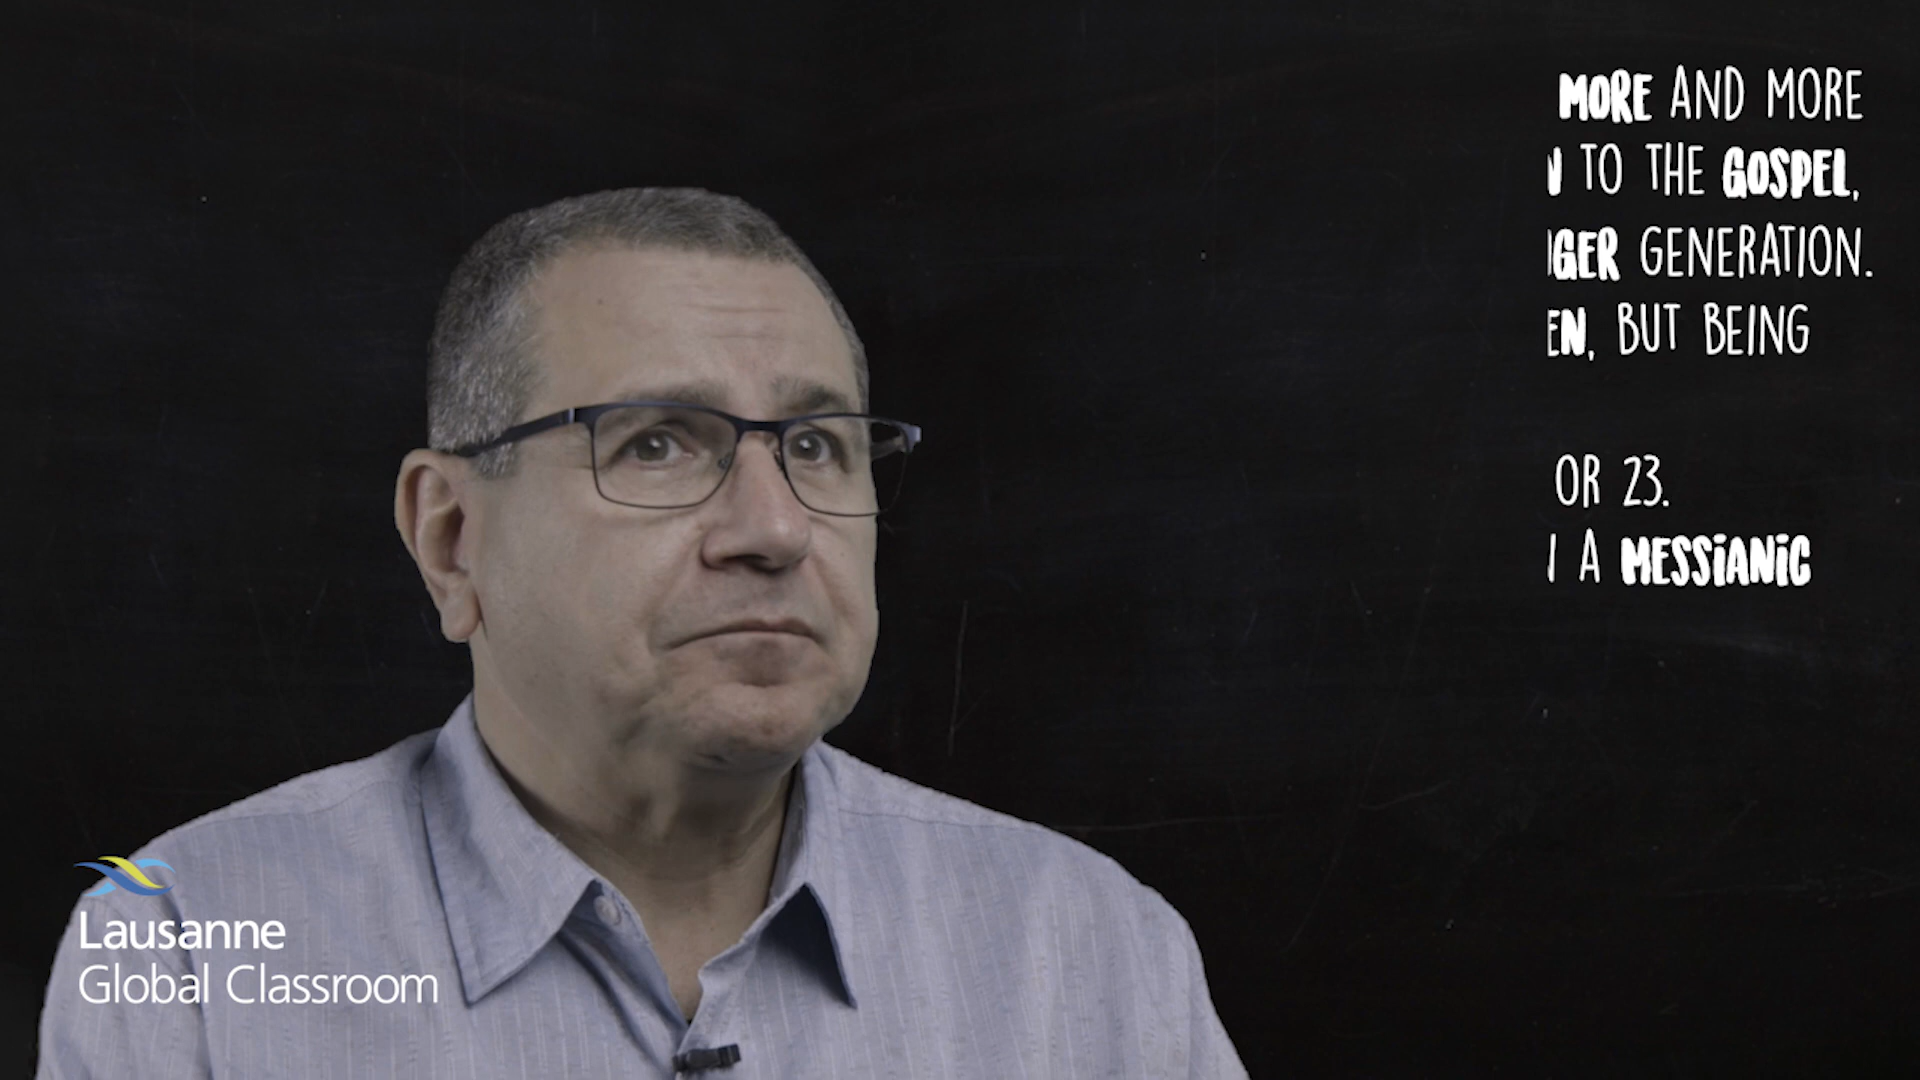 MORE AND MORE
TO THE GOSPEL,
GENERATION.
BUT BEING
OR 23.
A MESSIANIC
Lausanne
Global Classroom